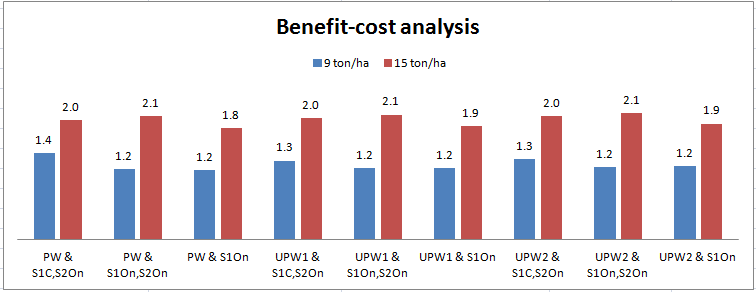 Benefit-cost analysis
9 ton/ha 15 ton/ha
1.4 2.0 1.2 2.1 1.2 1.8 1.3 2.0 1.2 2.1 1.2 1.9 1.3 2.0 1.2 2.1 1.2 1.9
PW & PW & PW & S1On UPW1 & UPW1 & UPW1 & S1On UPW2 & UPW2 & UPW2 & S1On
S1C,S2On S1On,S2On S1C,S2On S1On,S2On S1C,S2On S1On,S2On